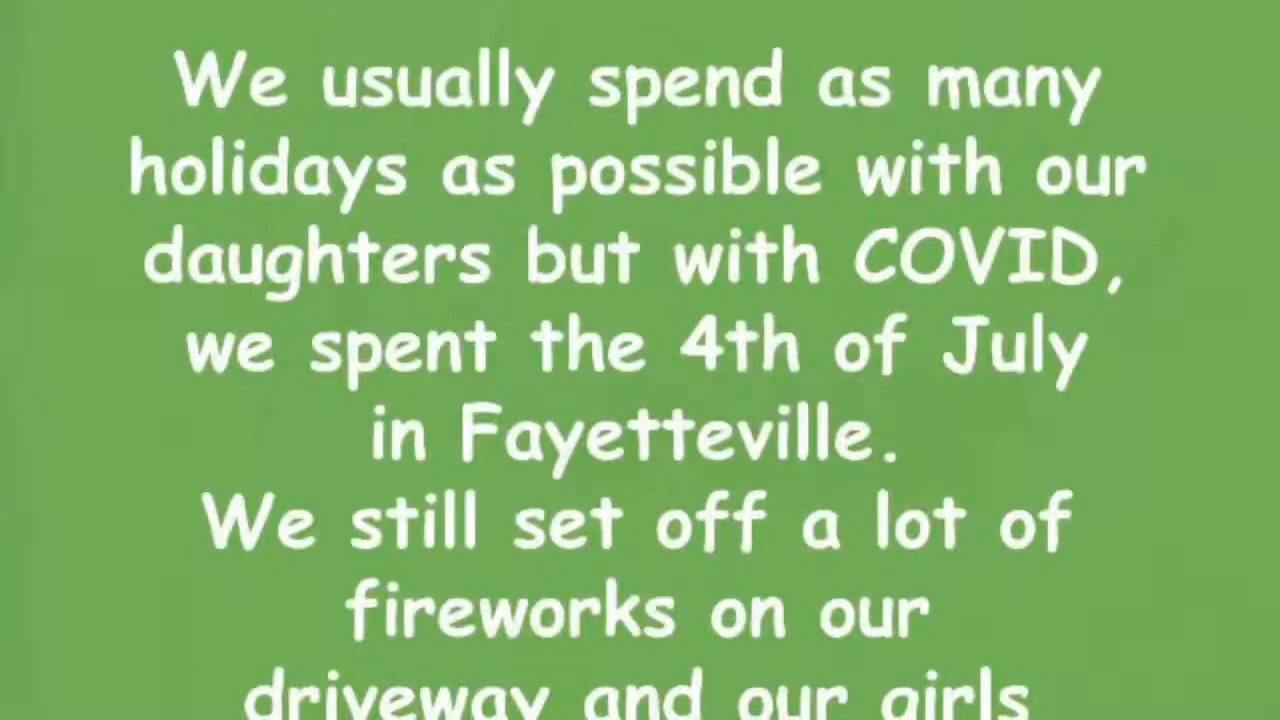 We usually spend as many
holidays as possible with our
daughters but with COVID,
we spent the 4th of July
in Fayetteville.
We still set off a lot of
fireworks on our
driveway and our girls